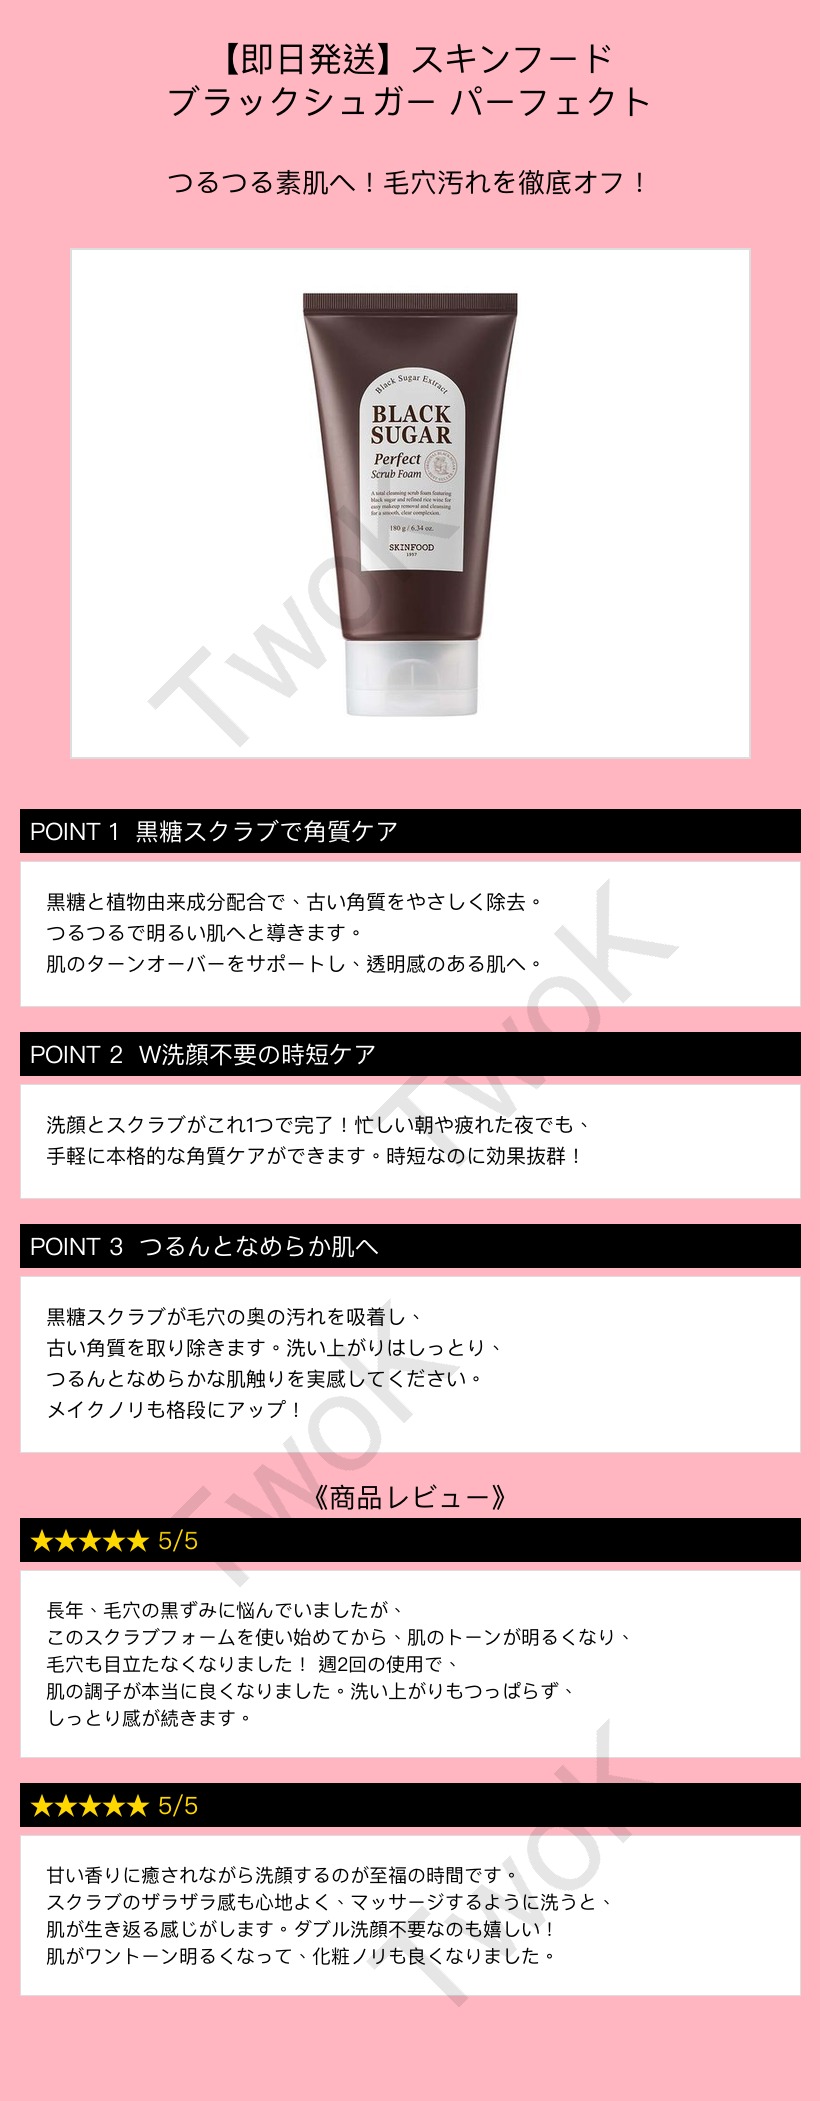 【即日発送】スキンフード
ブラックシュガー パーフェクト
つるつる素肌へ！毛穴汚れを徹底オフ！
Black Sugar Extract
BLACK
SUGAR
Perfect
Scrub Foam
A total cleansing scrub foam featuring
black sugar and refined rice wine for
easy makeup removal and cleansing
for a smooth, clear complexion.
180 g / 6.34 oz.
SKINFOOD
1957
TwoK
POINT 1 黒糖スクラブで角質ケア
黒糖と植物由来成分配合で、古い角質をやさしく除去。
つるつるで明るい肌へと導きます。
肌のターンオーバーをサポートし、透明感のある肌へ。
TwoK
POINT 2 W洗顔不要の時短ケア
洗顔とスクラブがこれ1つで完了！忙しい朝や疲れた夜でも、
手軽に本格的な角質ケアができます。時短なのに効果抜群！
POINT 3 つるんとなめらか肌へ
黒糖スクラブが毛穴の奥の汚れを吸着し、
古い角質を取り除きます。洗い上がりはしっとり、
つるんとなめらかな肌触りを実感してください。
メイクノリも格段にアップ！
TwoK
《商品レビュー》
★★★★★ 5/5
長年、毛穴の黒ずみに悩んでいましたが、
このスクラブフォームを使い始めてから、肌のトーンが明るくなり、
毛穴も目立たなくなりました！ 週2回の使用で、
肌の調子が本当に良くなりました。洗い上がりもつっぱらず、
しっとり感が続きます。
★★★★★ 5/5
甘い香りに癒されながら洗顔するのが至福の時間です。
スクラブのザラザラ感も心地よく、マッサージするように洗うと、
肌が生き返る感じがします。ダブル洗顔不要なのも嬉しい！
肌がワントーン明るくなって、化粧ノリも良くなりました。
TwoK